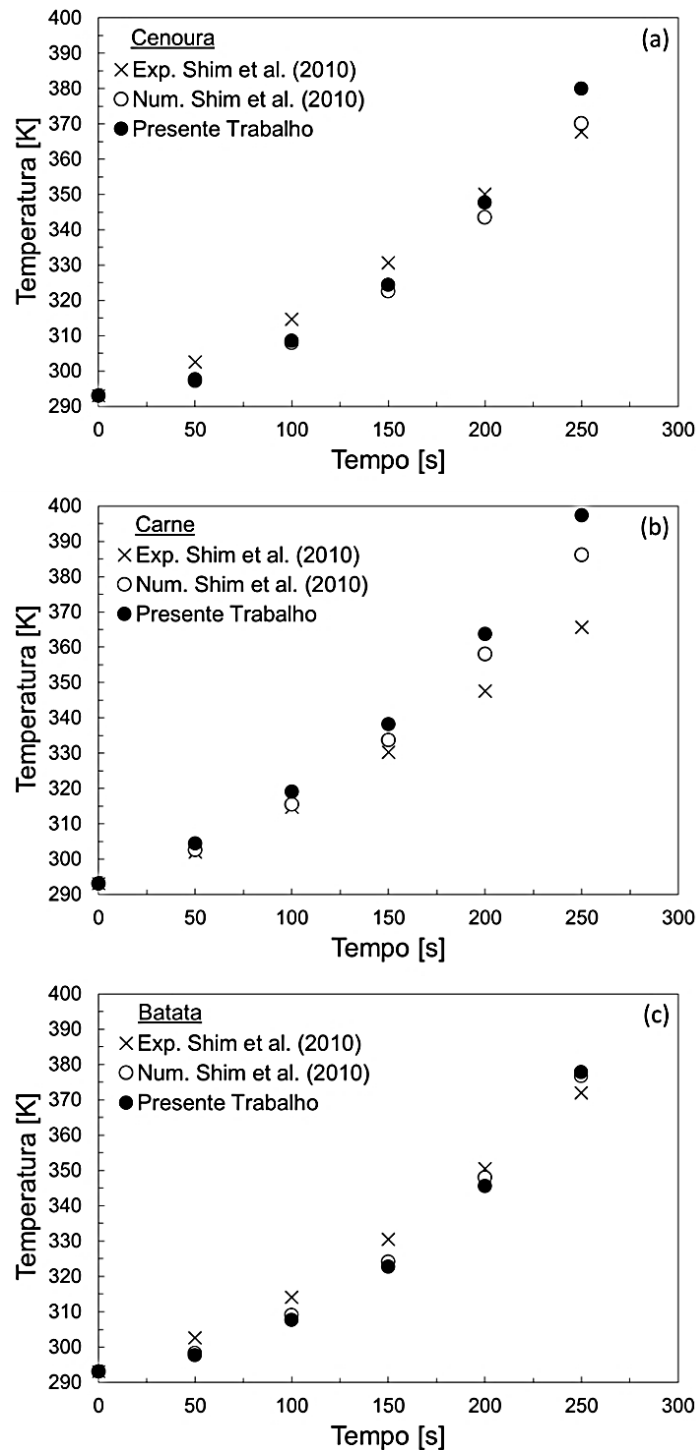 Cenoura
(a)
Exp. Shim et al. (2010)
Num. Shim et al. (2010)
Presente Trabalho
Temperatura [K]
400
390
380
370
360
350
340
330
320
310
300
290
0 50 100 150 200 250 300
Tempo [s]
Carne
(b)
Exp. Shim et al. (2010)
Num. Shim et al. (2010)
Presente Trabalho
Temperatura [K]
400
390
380
370
360
350
340
330
320
310
300
290
0 50 100 150 200 250 300
Tempo [s]
Batata
(c)
Exp. Shim et al. (2010)
Num. Shim et al. (2010)
Presente Trabalho
Temperatura [K]
400
390
380
370
360
350
340
330
320
310
300
290
0 50 100 150 200 250 300
Tempo [s]